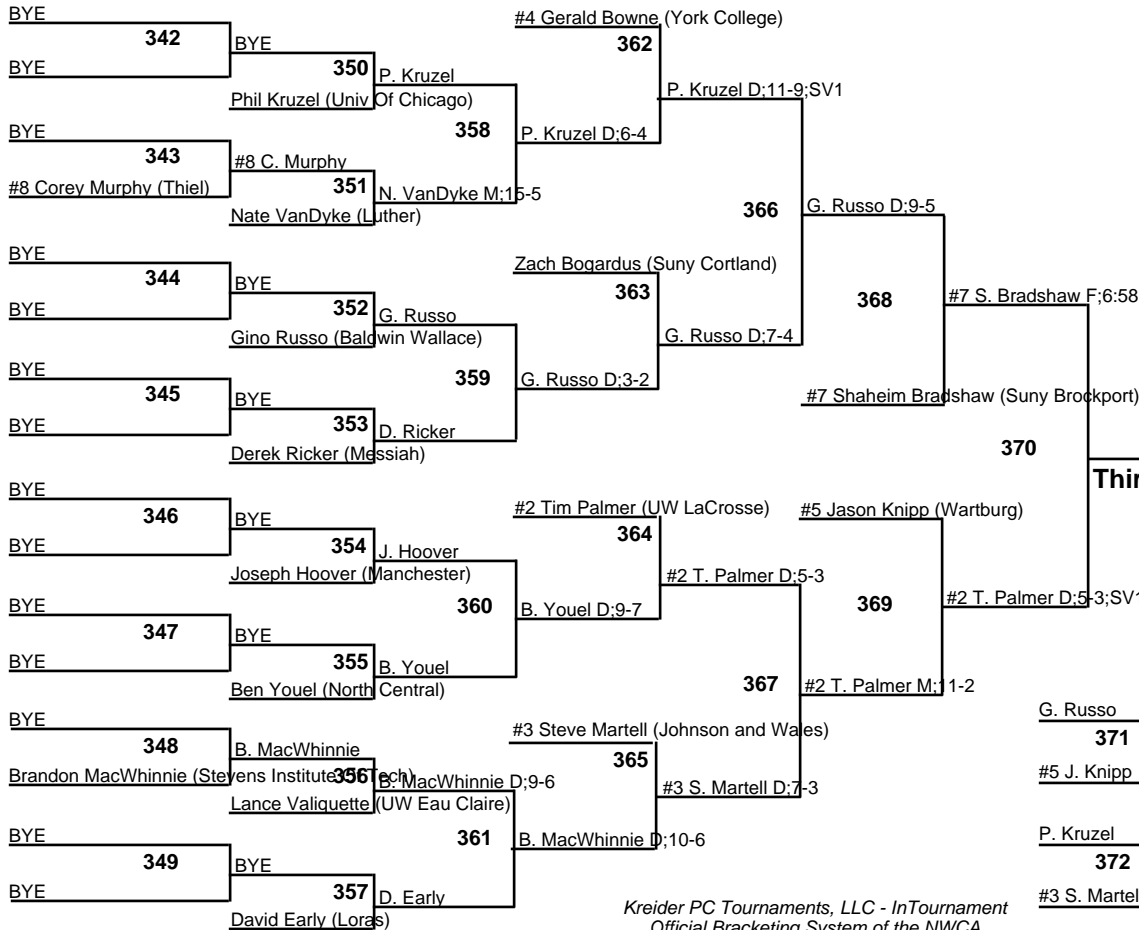 BYE
#4 Gerald Bowne (York College)
342
BYE
362
BYE
350
P. Kruzel
P. Kruzel D;11-9;SV1
Phil Kruzel (Univ Of Chicago)
358
BYE
P. Kruzel D;6-4
343
#8 C. Murphy
#8 Corey Murphy (Thiel)
351
N. VanDyke M;15-5
Nate VanDyke (Luther)
366
G. Russo D;9-5
BYE
Zach Bogardus (Suny Cortland)
344
BYE
363
368
#7 S. Bradshaw F;6:58
BYE
352
G. Russo
Gino Russo (Baldwin Wallace)
G. Russo D;7-4
BYE
359
G. Russo D;3-2
345
BYE
#7 Shaheim Bradshaw (Suny Brockport)
BYE
353
D. Ricker
Derek Ricker (Messiah)
370
BYE
#2 Tim Palmer (UW LaCrosse)
#5 Jason Knipp (Wartburg)
346
BYE
364
BYE
354
J. Hoover
Joseph Hoover (Manchester)
#2 T. Palmer D;5-3
BYE
360
B. Youel D;9-7
369
#2 T. Palmer D;5-3;SV1
347
BYE
BYE
355
B. Youel
Ben Youel (North Central)
367
#2 T. Palmer M;11-2
BYE
#3 Steve Martell (Johnson and Wales)
G. Russo
348
B. MacWhinnie
365
371
Brandon MacWhinnie (Stevens Institute Of Tech)
356
B. MacWhinnie D;9-6
#3 S. Martell D;7-3
#5 J. Knipp
Lance Valiquette (UW Eau Claire)
BYE
361
B. MacWhinnie D;10-6
P. Kruzel
349
BYE
372
BYE
357
D. Early
#3 S. Martell
David Early (Loras)
Kreider PC Tournaments, LLC - InTournament
Official Bracketing System of the NWCA